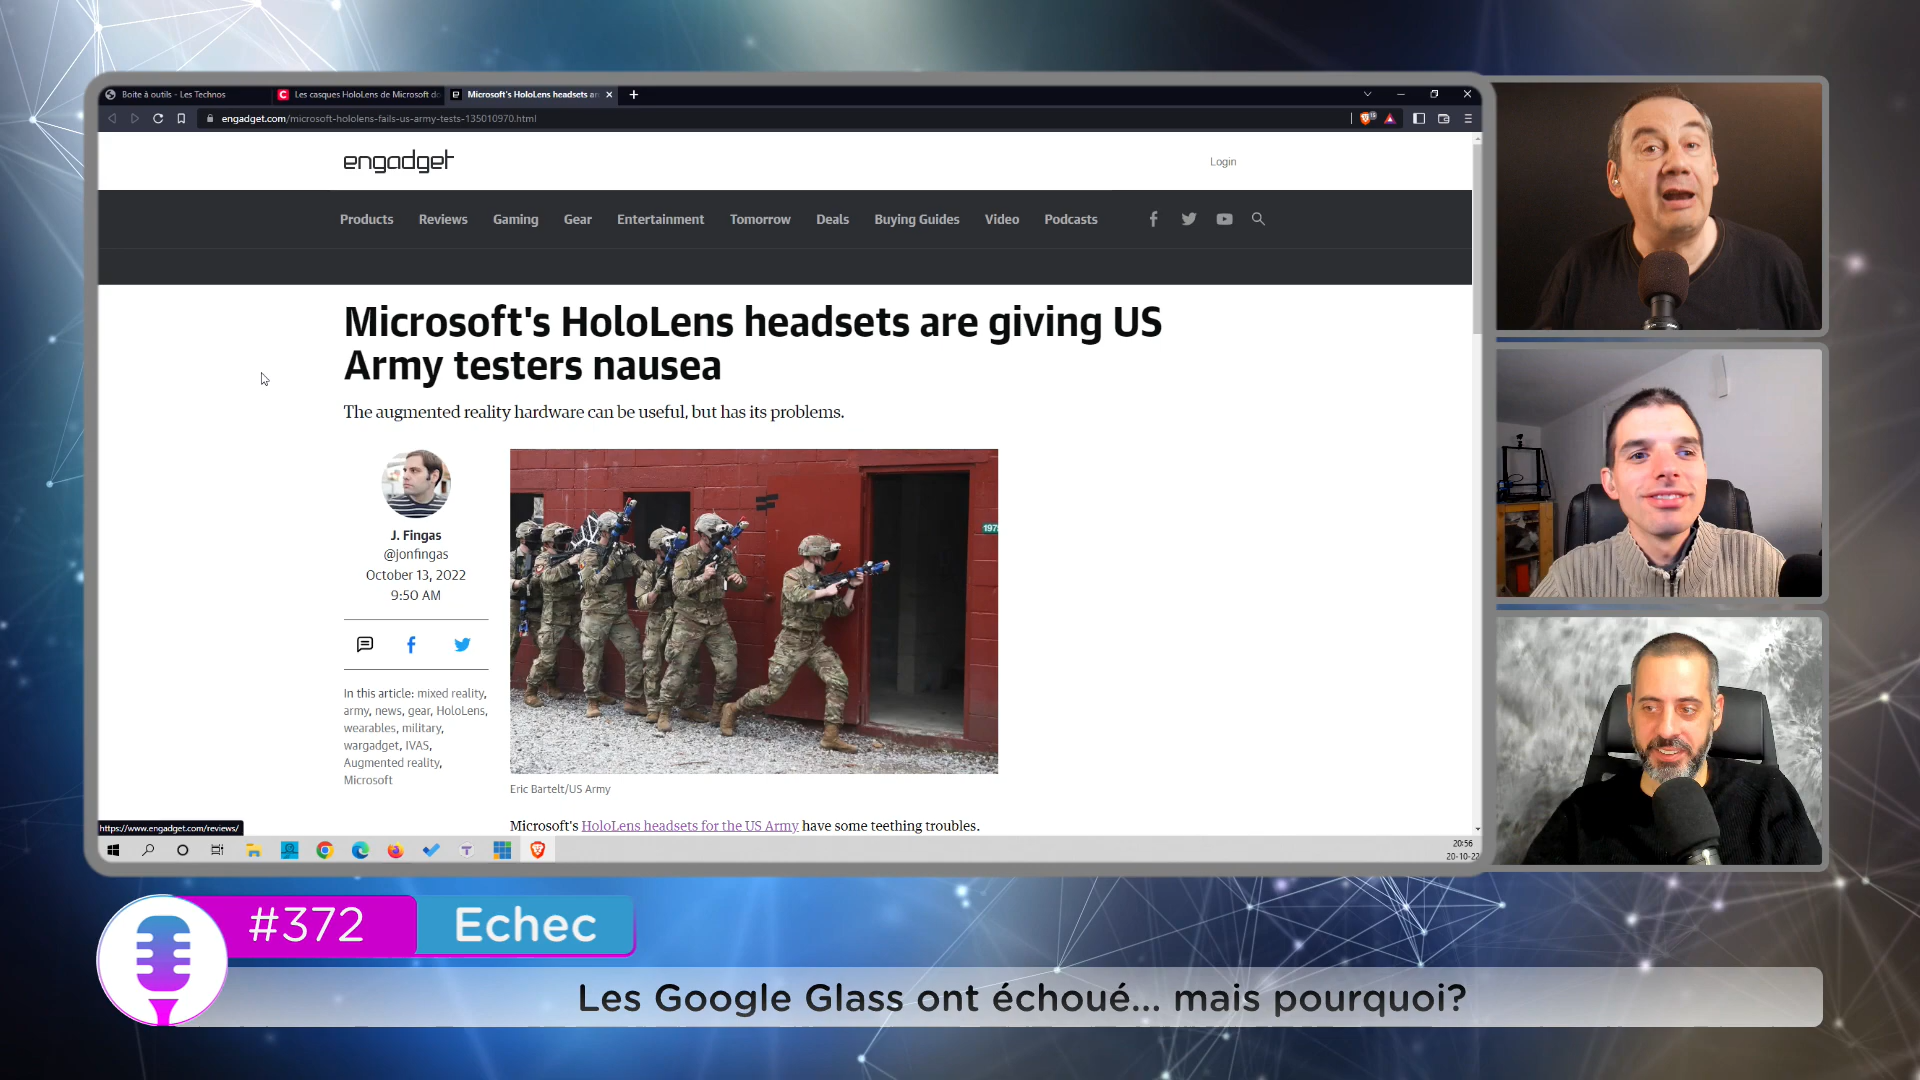 Boite à outils - Les Technos
Les casques HoloLens de Microsoft do
Microsoft's HoloLens headsets ar
engadget.com/microsoft-hololens-fails-us-army-tests-135010970.html
engadget
Login
Products Reviews Gaming Gear Entertainment Tomorrow Deals Buying Guides Video Podcasts
Microsoft's HoloLens headsets are giving US
Army testers nausea
The augmented reality hardware can be useful, but has its problems.
J. Fingas
@jonfingas
October 13, 2022
9:50 AM
In this article: mixed reality,
army, news, gear, HoloLens,
wearables, military,
wargadget, IVAS,
Augmented reality,
Microsoft
197
Eric Bartelt/US Army
Microsoft's HoloLens headsets for the US Army have some teething troubles.
https://www.engadget.com/reviews/
20:56
20-10-22
#372 Echec
Les Google Glass ont échoué... mais pourquoi?